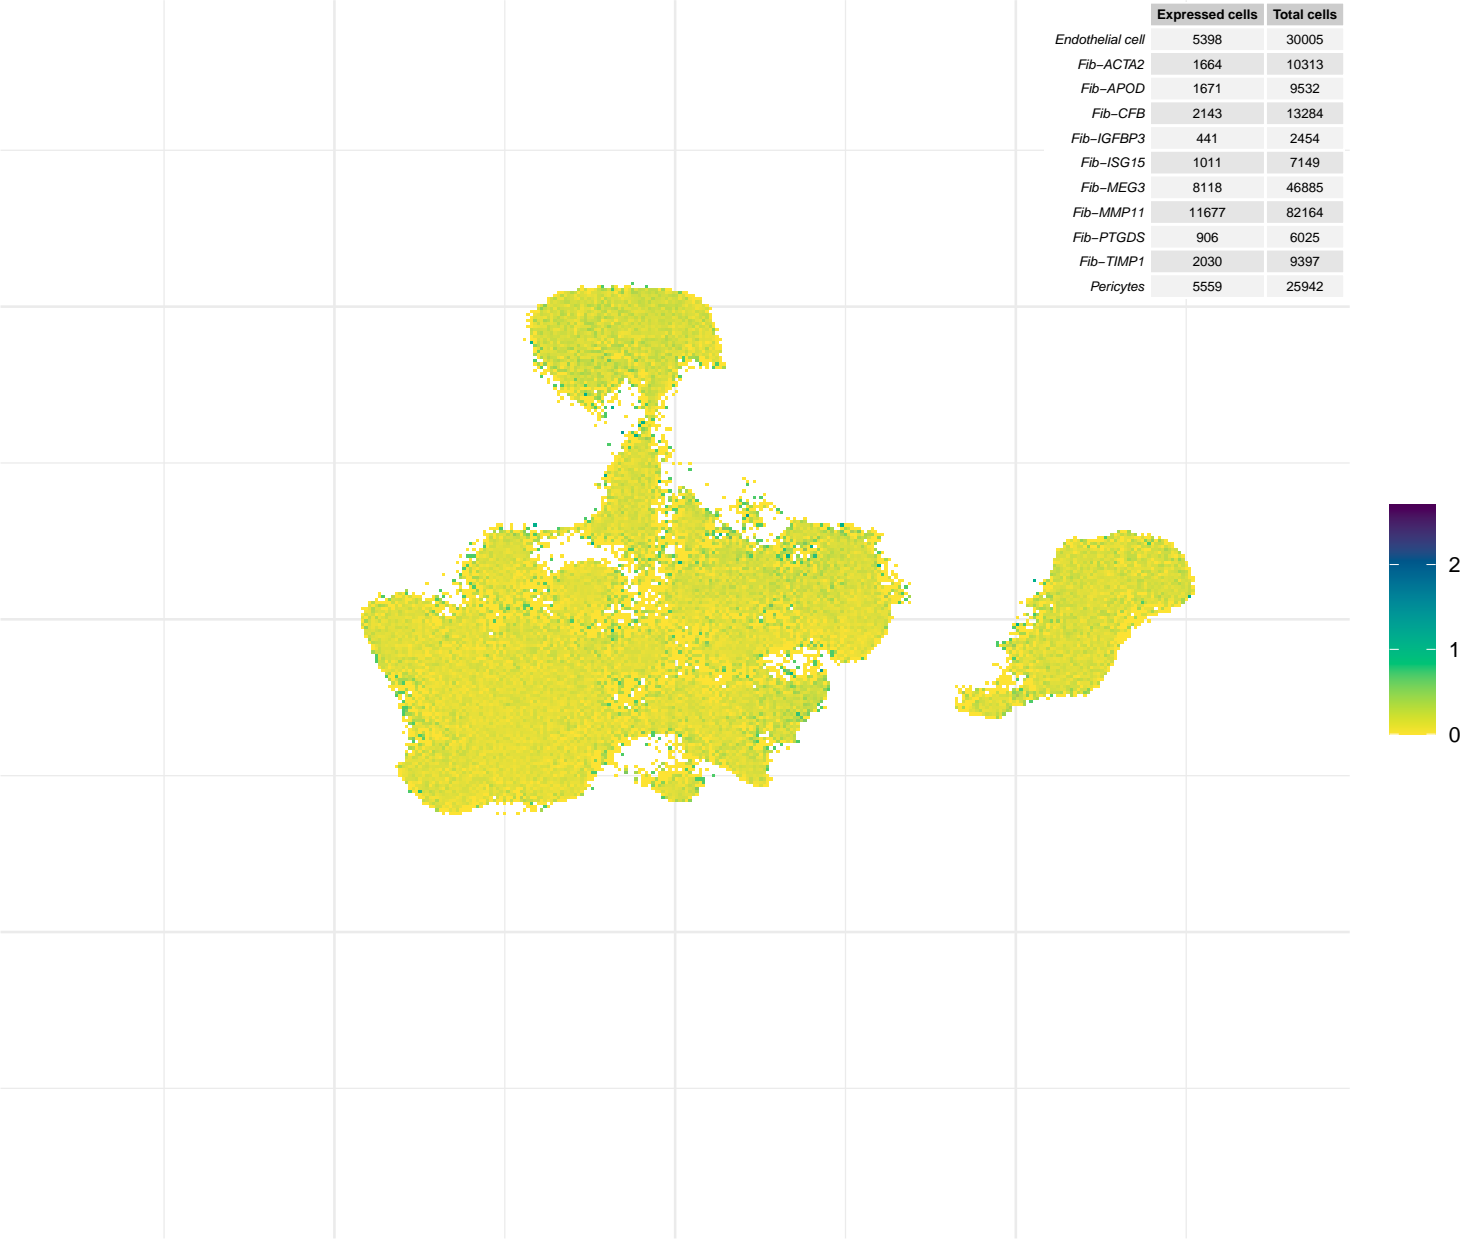 Expressed cells Total cells
Endothelial cell 5398 30005
Fib−ACTA2 1664 10313
Fib−APOD 1671 9532
Fib−CFB 2143 13284
Fib−IGFBP3 441 2454
Fib−ISG15 1011 7149
Fib−MEG3 8118 46885
Fib−MMP11 11677 82164
Fib−PTGDS 906 6025
Fib−TIMP1 2030 9397
Pericytes 5559 25942
2
1
0